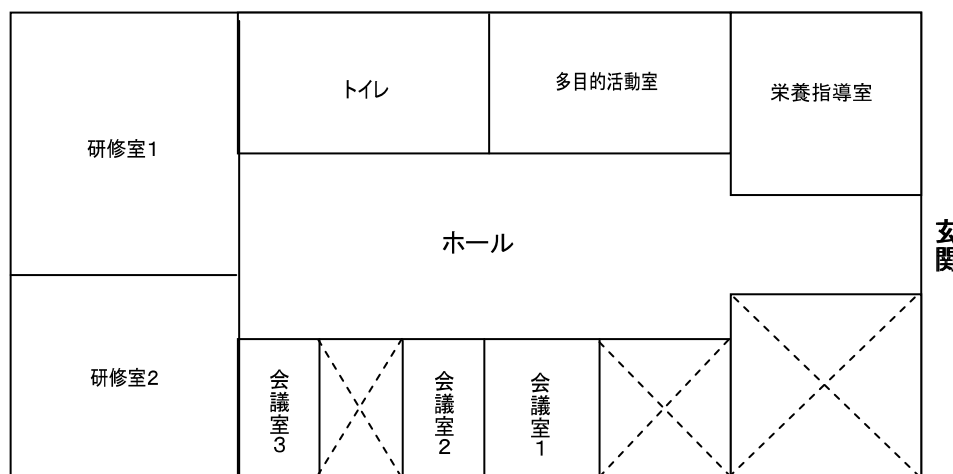 トイレ
多目的活動室
栄養指導室
研修室1
ホール
玄関
研修室2
会議室3
会議室2
会議室1